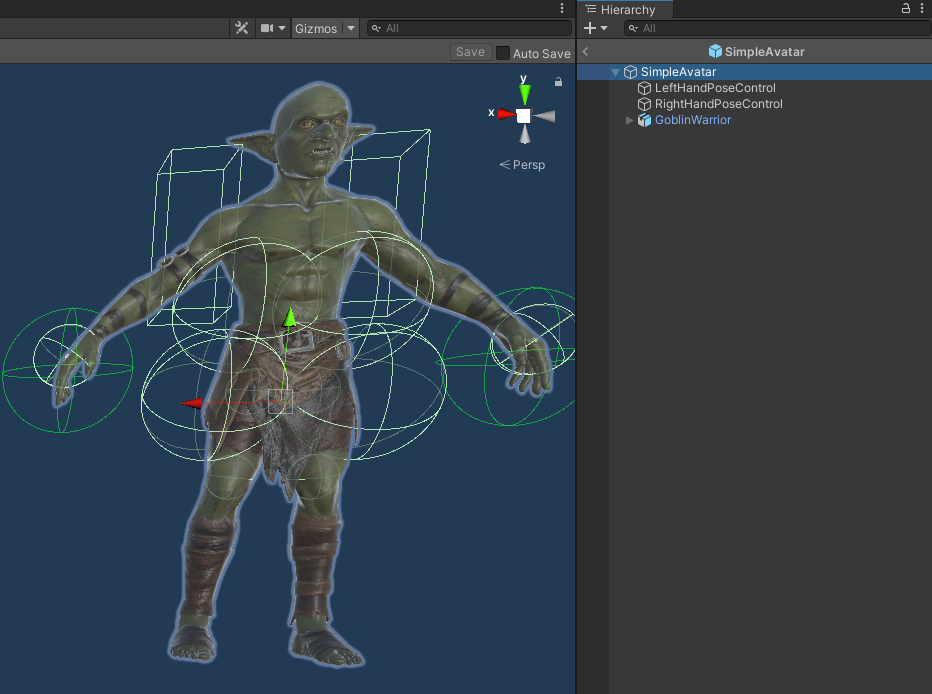 Hierarchy
Gizmos
All
All
Save
Auto Save
SimpleAvatar
SimpleAvatar
LeftHandPoseControl
RightHandPoseControl
GoblinWarrior
y
x
Persp